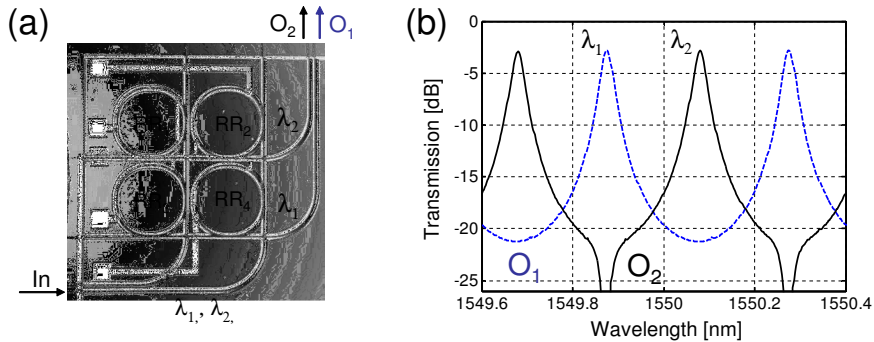 (a)
O2 O1
RR2
λ2
RR4
λ1
In
λ1, λ2,
(b)
Transmission [dB]
0
-5
-10
-15
-20
-25
λ1 λ2
O1 O2
1549.6 1549.8 1550 1550.2 1550.4
Wavelength [nm]